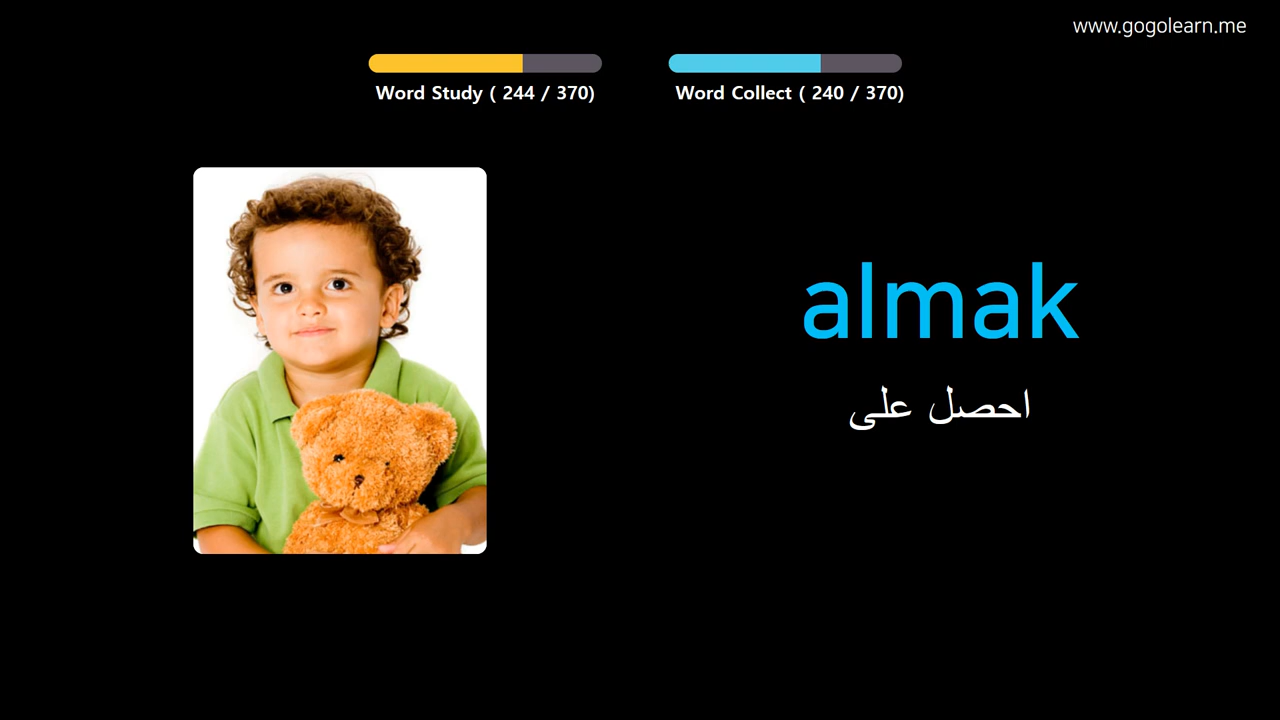 www.gogolearn.me
Word Study ( 244 / 370)
Word Collect ( 240 / 370)
almak
احصل على